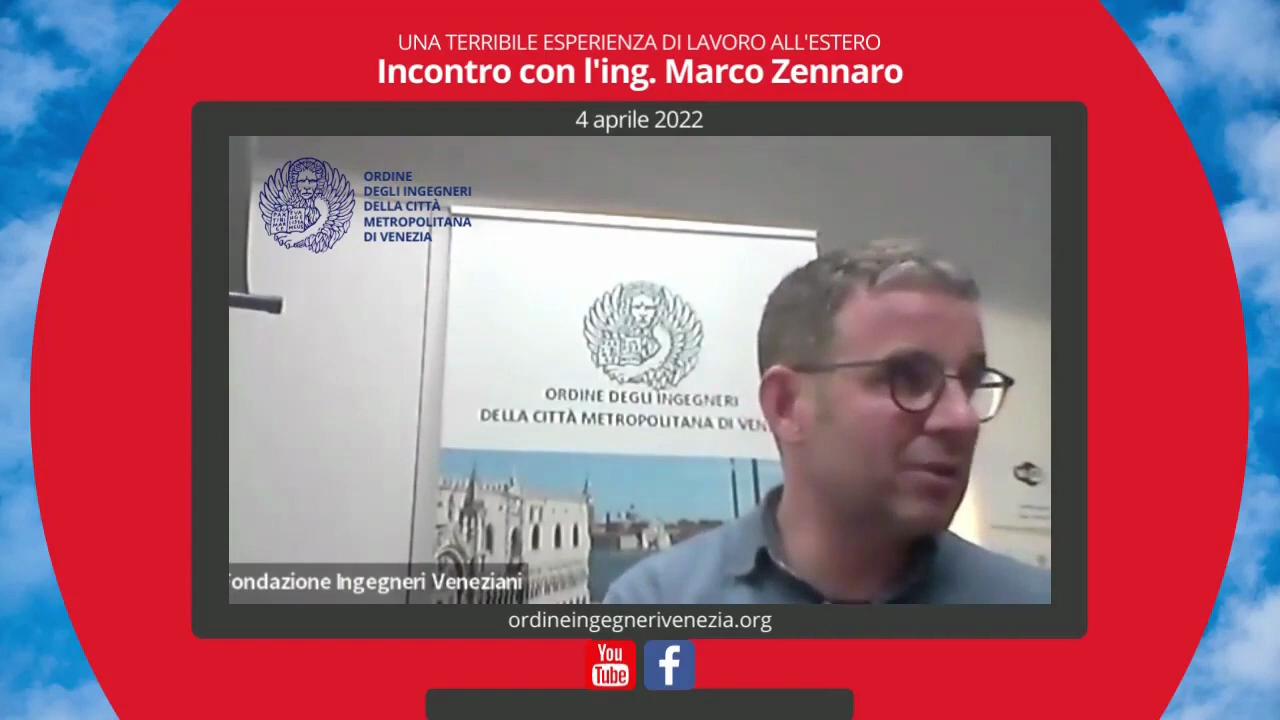 UNA TERRIBILE ESPERIENZA DI LAVORO ALL'ESTERO
Incontro con l'ing. Marco Zennaro
4 aprile 2022
ORDINE
DEGLI INGEGNERI
DELLA CITTÀ
METROPOLITANA
DI VENEZIA
ORDINE DEGLI INGEGNERI
DELLA CITTÀ METROPOLITANA DI VEN
Fondazione Ingegneri Veneziani
ordineingegnerivenezia.org
You
Tube
f